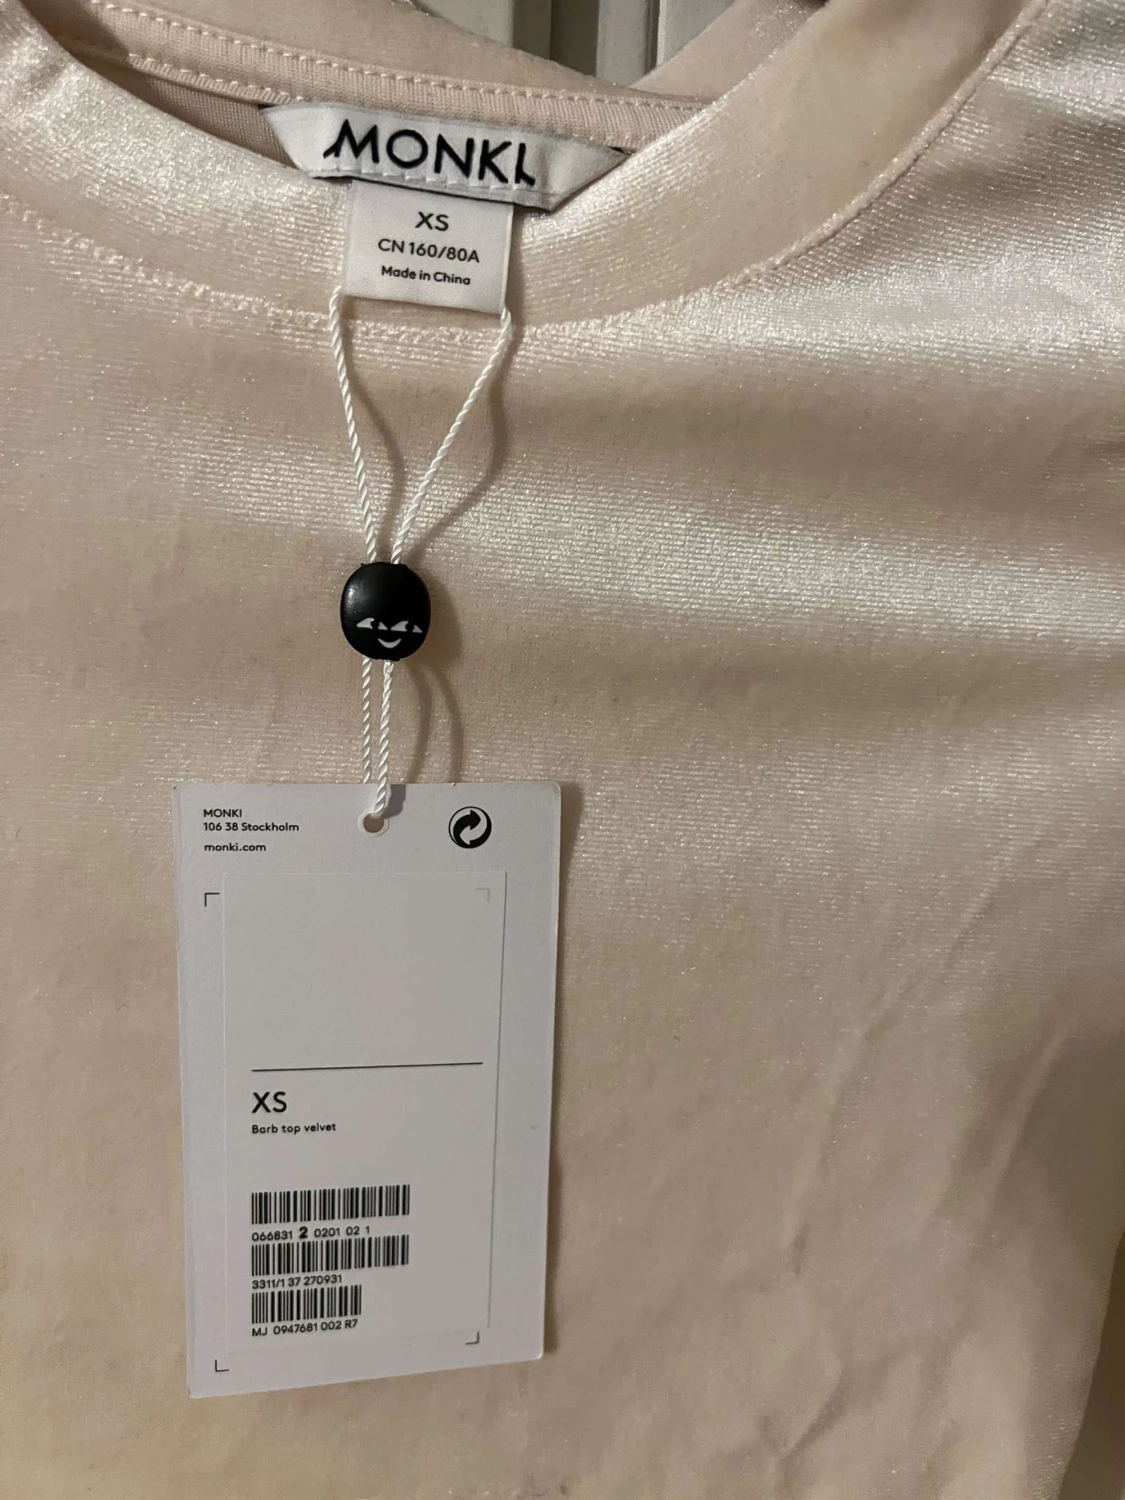 MONKI
XS
CN 160/80A
Made in China
MONKI
106 38 Stockholm
monki.com
XS
Barb top velvet
066831 2 0201 02 1
3311/1 37 270931
MJ 0947681 002 R7